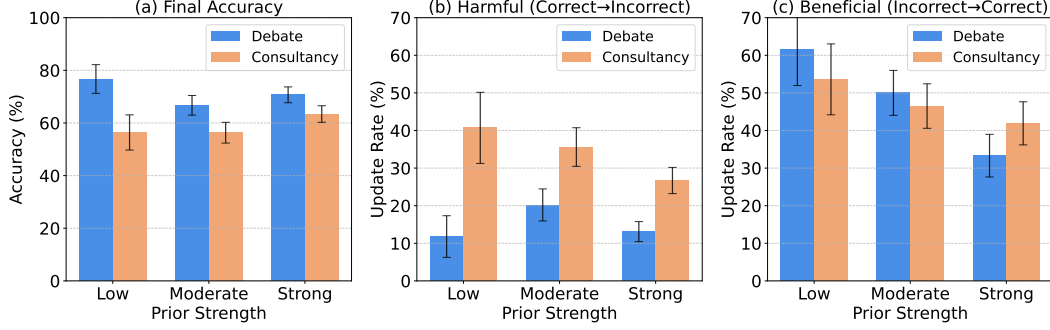 (a) Final Accuracy
100
80
60
40
20
0
Accuracy (%)
Debate
Consultancy
Low
Moderate
Strong
Prior Strength
(b) Harmful (Correct→Incorrect)
70
60
50
40
30
20
10
0
Update Rate (%)
Debate
Consultancy
Low
Moderate
Strong
Prior Strength
(c) Beneficial (Incorrect→Correct)
70
60
50
40
30
20
10
0
Update Rate (%)
Debate
Consultancy
Low
Moderate
Strong
Prior Strength